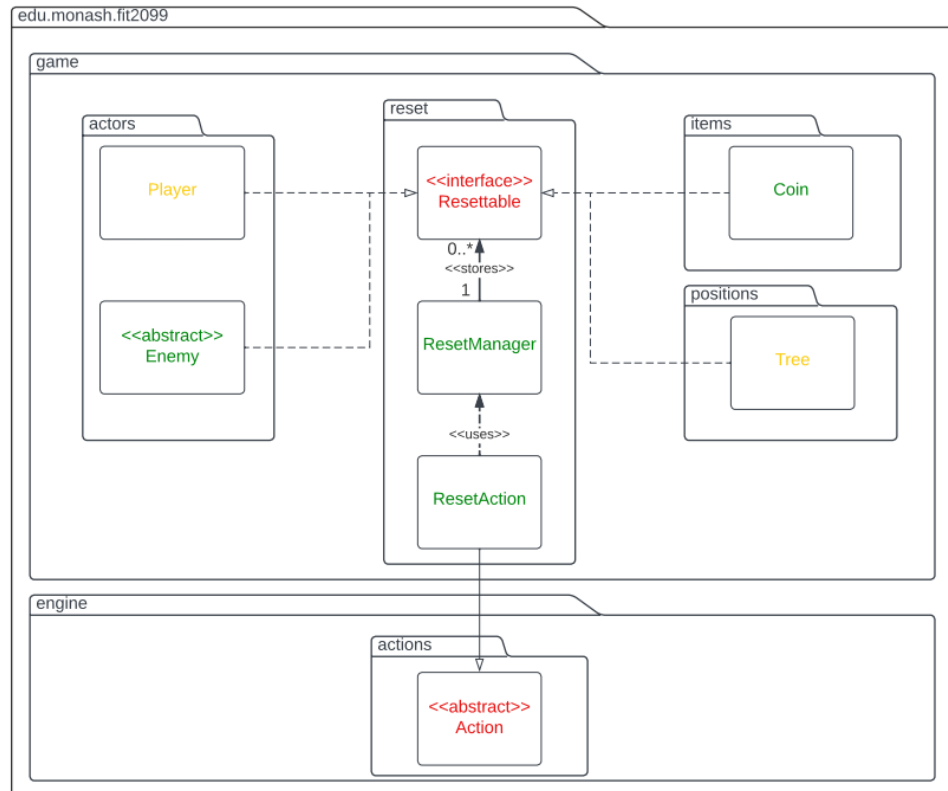 edu.monash.fit2099
game
actors
reset
items
Player
<<interface>>
Resettable
Coin
0..*
<<stores>>
1
positions
<<abstract>>
Enemy
ResetManager
Tree
<<uses>>
ResetAction
engine
actions
<<abstract>>
Action